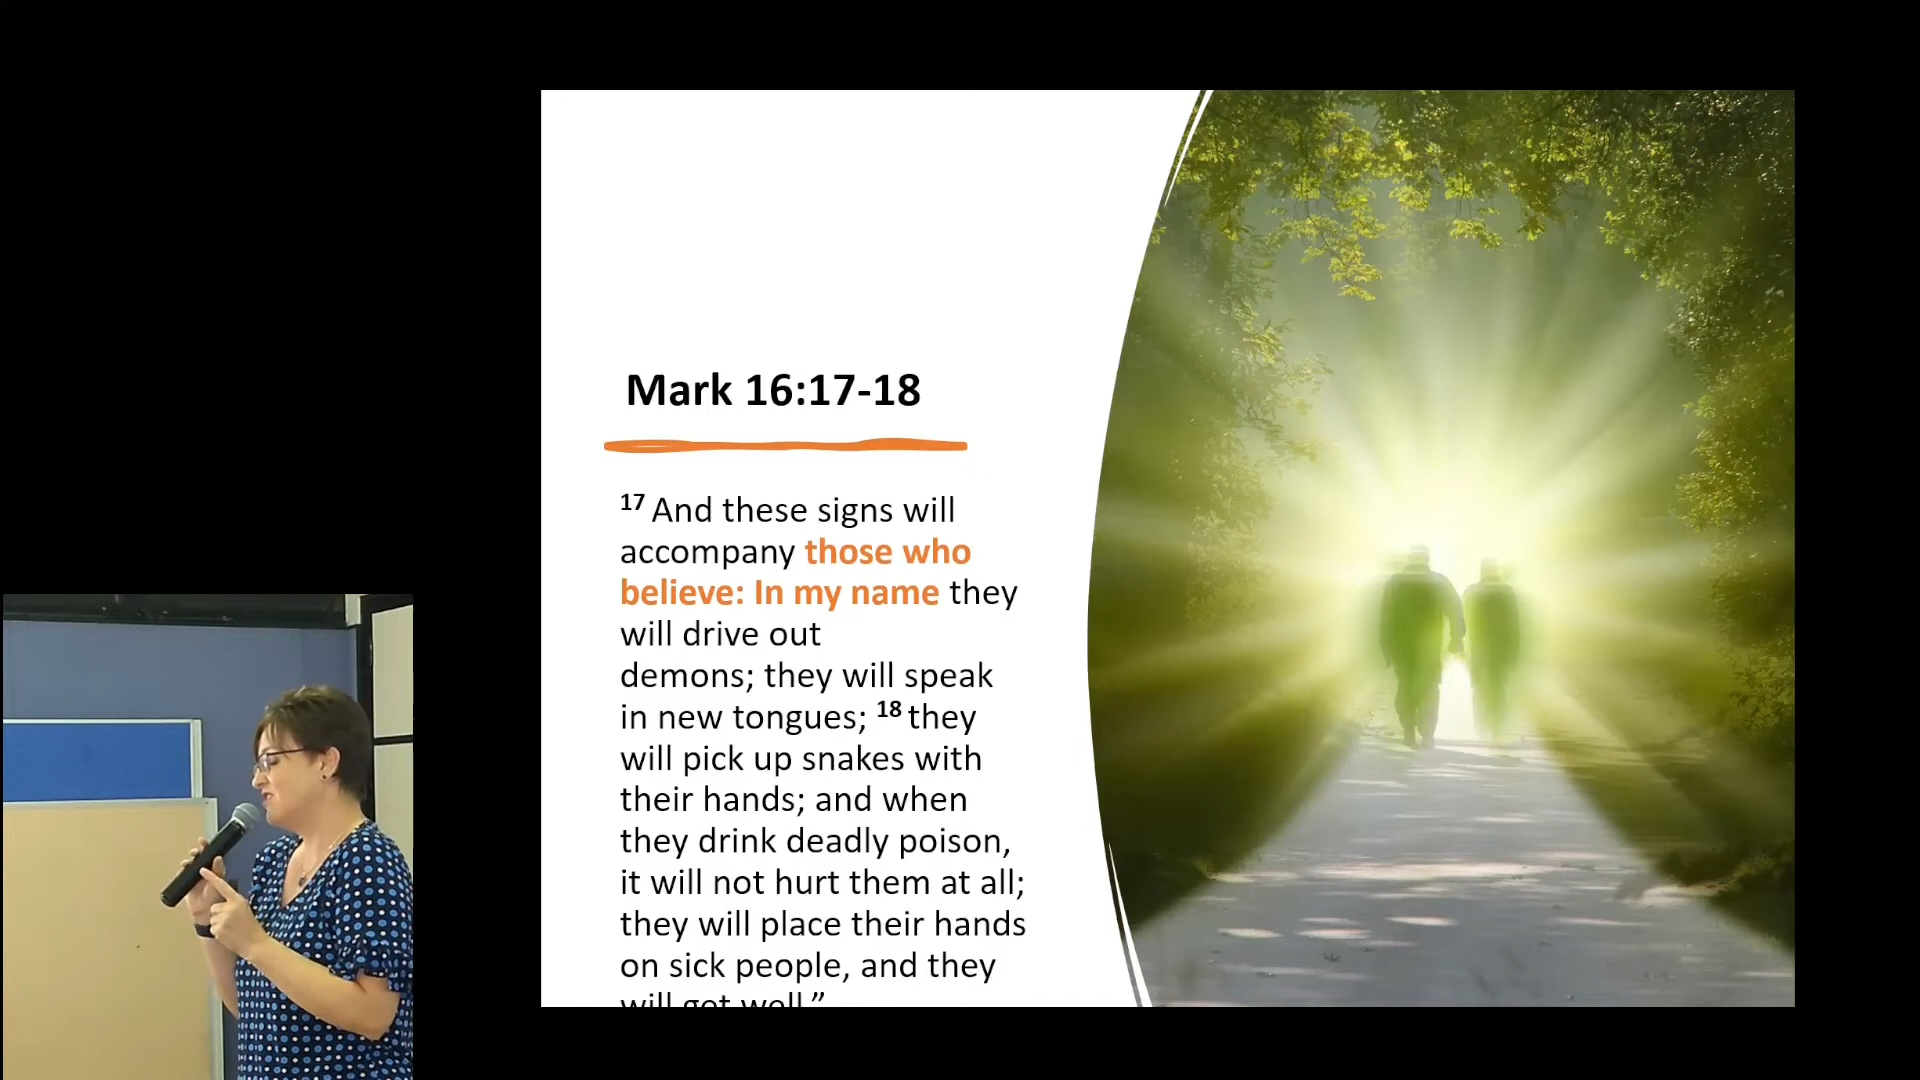 Mark 16:17-18
17 And these signs will
accompany those who
believe: In my name they
will drive out
demons; they will speak
in new tongues; 18 they
will pick up snakes with
their hands; and when
they drink deadly poison,
it will not hurt them at all;
they will place their hands
on sick people, and they
will get well.”